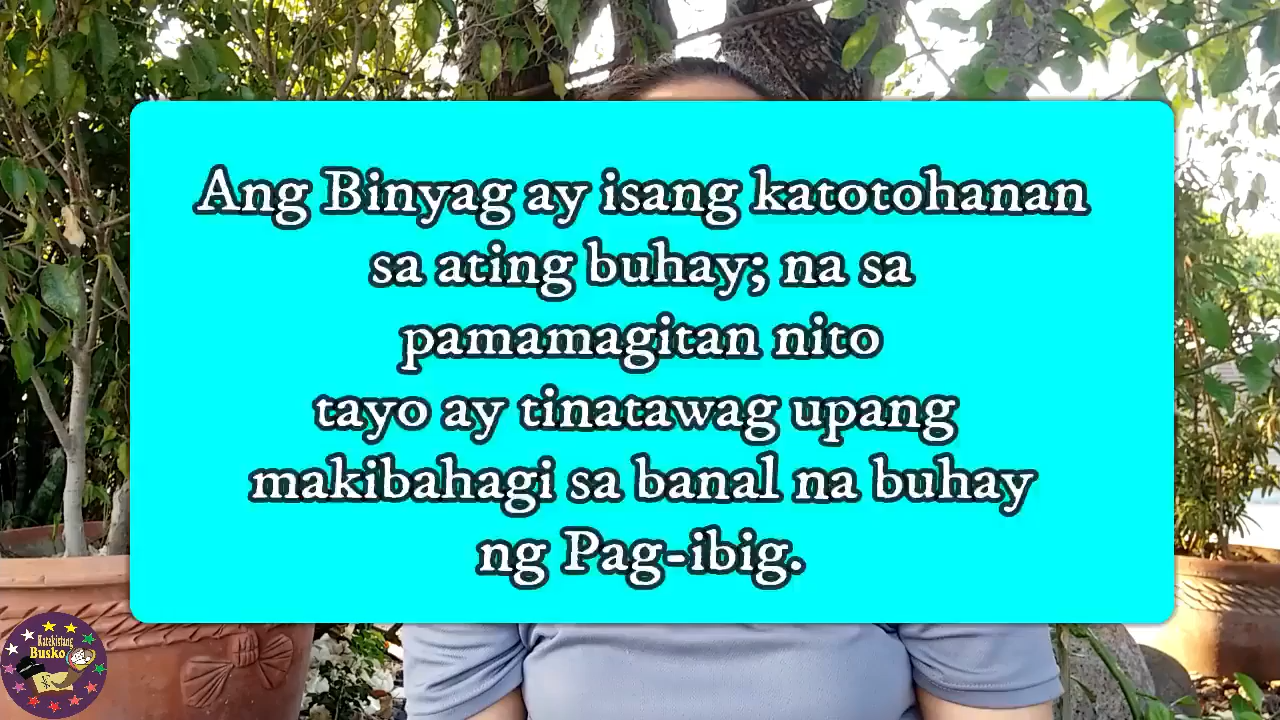 Ang Binyag ay isang katotohanan
sa ating buhay; na sa
pamamagitan nito
tayo ay tinatawag upang
makibahagi sa banal na buhay
ng Pag-ibig.
Katekistang
Busko